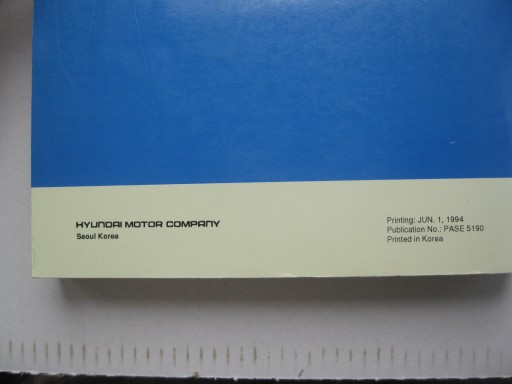 HYUNDAI MOTOR COMPANY
Seoul Korea
Printing: JUN. 1, 1994
Publication No.: PASE 5190
Printed in Korea